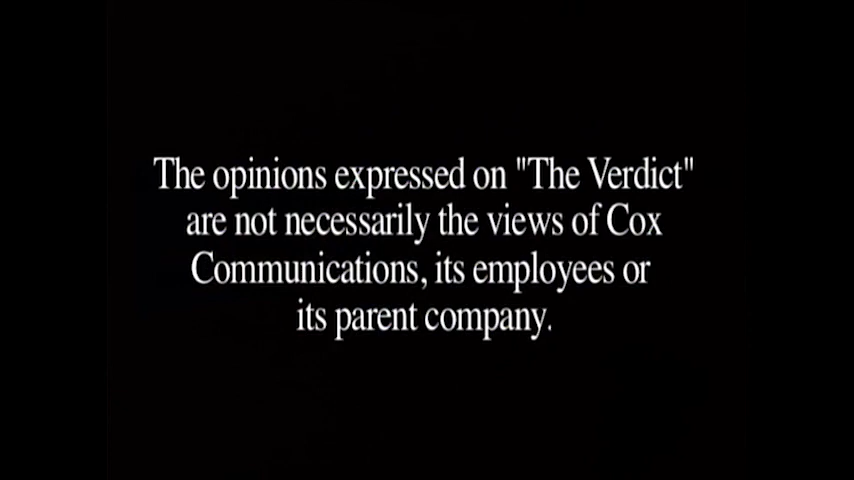 The opinions expressed on "The Verdict"
are not necessarily the views of Cox
Communications, its employees or
its parent company.